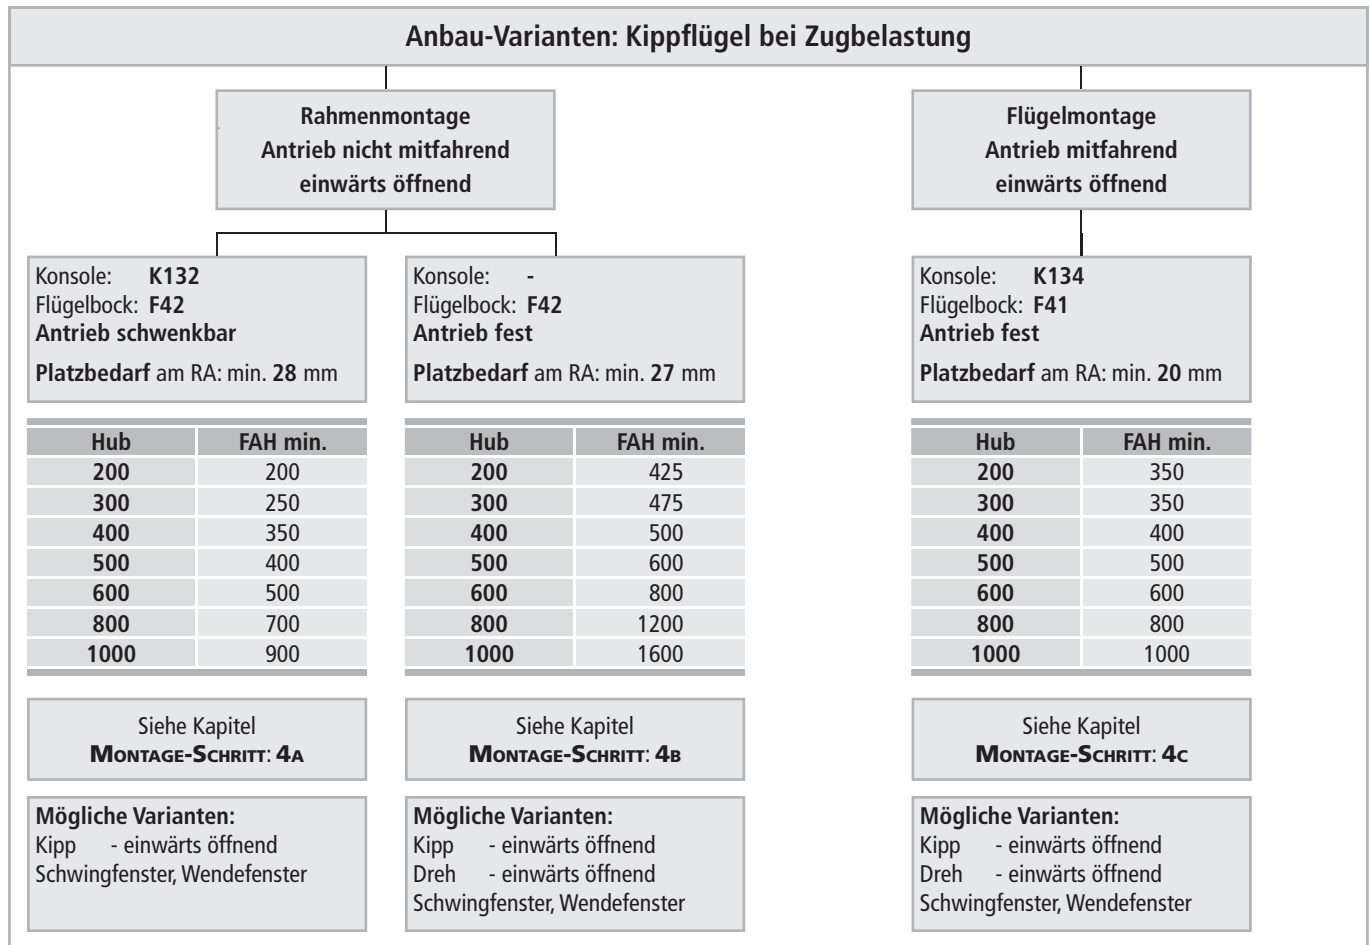 Anbau-Varianten: Kippflügel bei Zugbelastung
Rahmenmontage
Antrieb nicht mitfahrend
einwärts öffnend
Flügelmontage
Antrieb mitfahrend
einwärts öffnend
Konsole: K132
Flügelbock: F42
Antrieb schwenkbar
Platzbedarf am RA: min. 28 mm
Hub FAH min.
200 200
300 250
400 350
500 400
600 500
800 700
1000 900
Siehe Kapitel
MONTAGE-SCHRITT: 4A
Mögliche Varianten:
Kipp - einwärts öffnend
Schwingfenster, Wendefenster
Konsole: -
Flügelbock: F42
Antrieb fest
Platzbedarf am RA: min. 27 mm
Hub FAH min.
200 425
300 475
400 500
500 600
600 800
800 1200
1000 1600
Siehe Kapitel
MONTAGE-SCHRITT: 4B
Mögliche Varianten:
Kipp - einwärts öffnend
Dreh - einwärts öffnend
Schwingfenster, Wendefenster
Konsole: K134
Flügelbock: F41
Antrieb fest
Platzbedarf am RA: min. 20 mm
Hub FAH min.
200 350
300 350
400 400
500 500
600 600
800 800
1000 1000
Siehe Kapitel
MONTAGE-SCHRITT: 4C
Mögliche Varianten:
Kipp - einwärts öffnend
Dreh - einwärts öffnend
Schwingfenster, Wendefenster